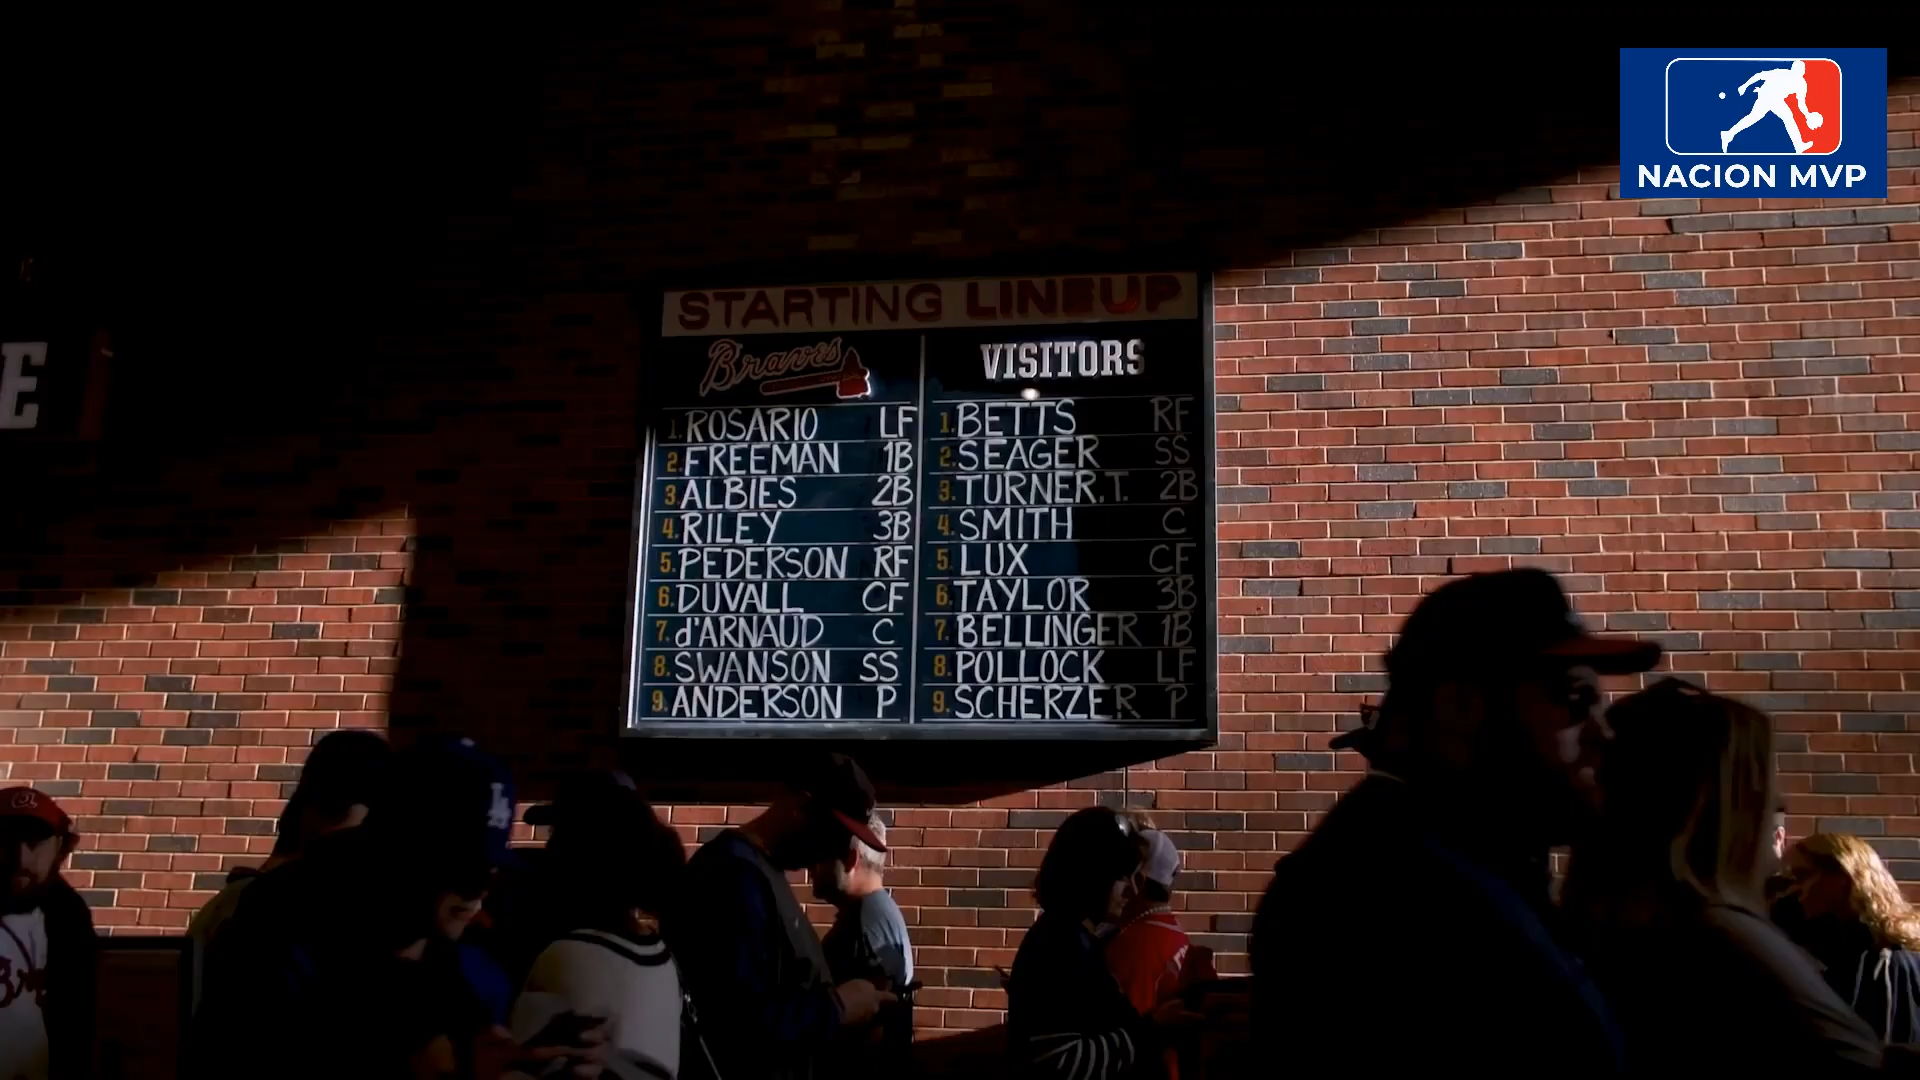 NACION MVP
STARTING LINEUP
Braves
1. ROSARIO LF
2. FREEMAN 1B
3. ALBIES 2B
4. RILEY 3B
5. PEDERSON RF
6. DUVALL CF
7. d'ARNAUD C
8. SWANSON SS
9. ANDERSON P
VISITORS
1. BETTS RF
2. SEAGER SS
3. TURNER.T. 2B
4. SMITH C
5. LUX CF
6. TAYLOR 3B
7. BELLINGER 1B
8. POLLOCK LF
9. SCHERZER P
E
LA